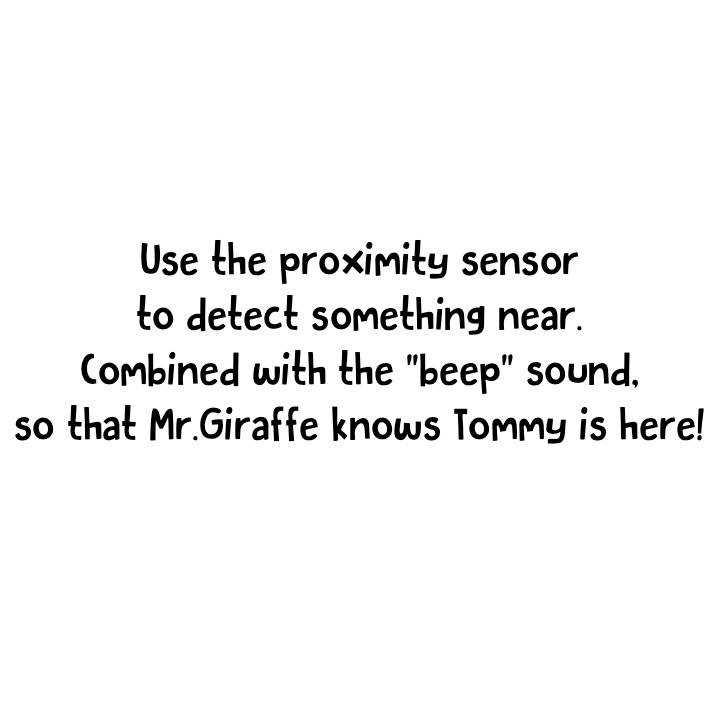 Use the proximity sensor
to detect something near.
Combined with the "beep" sound,
so that Mr.Giraffe knows Tommy is here!